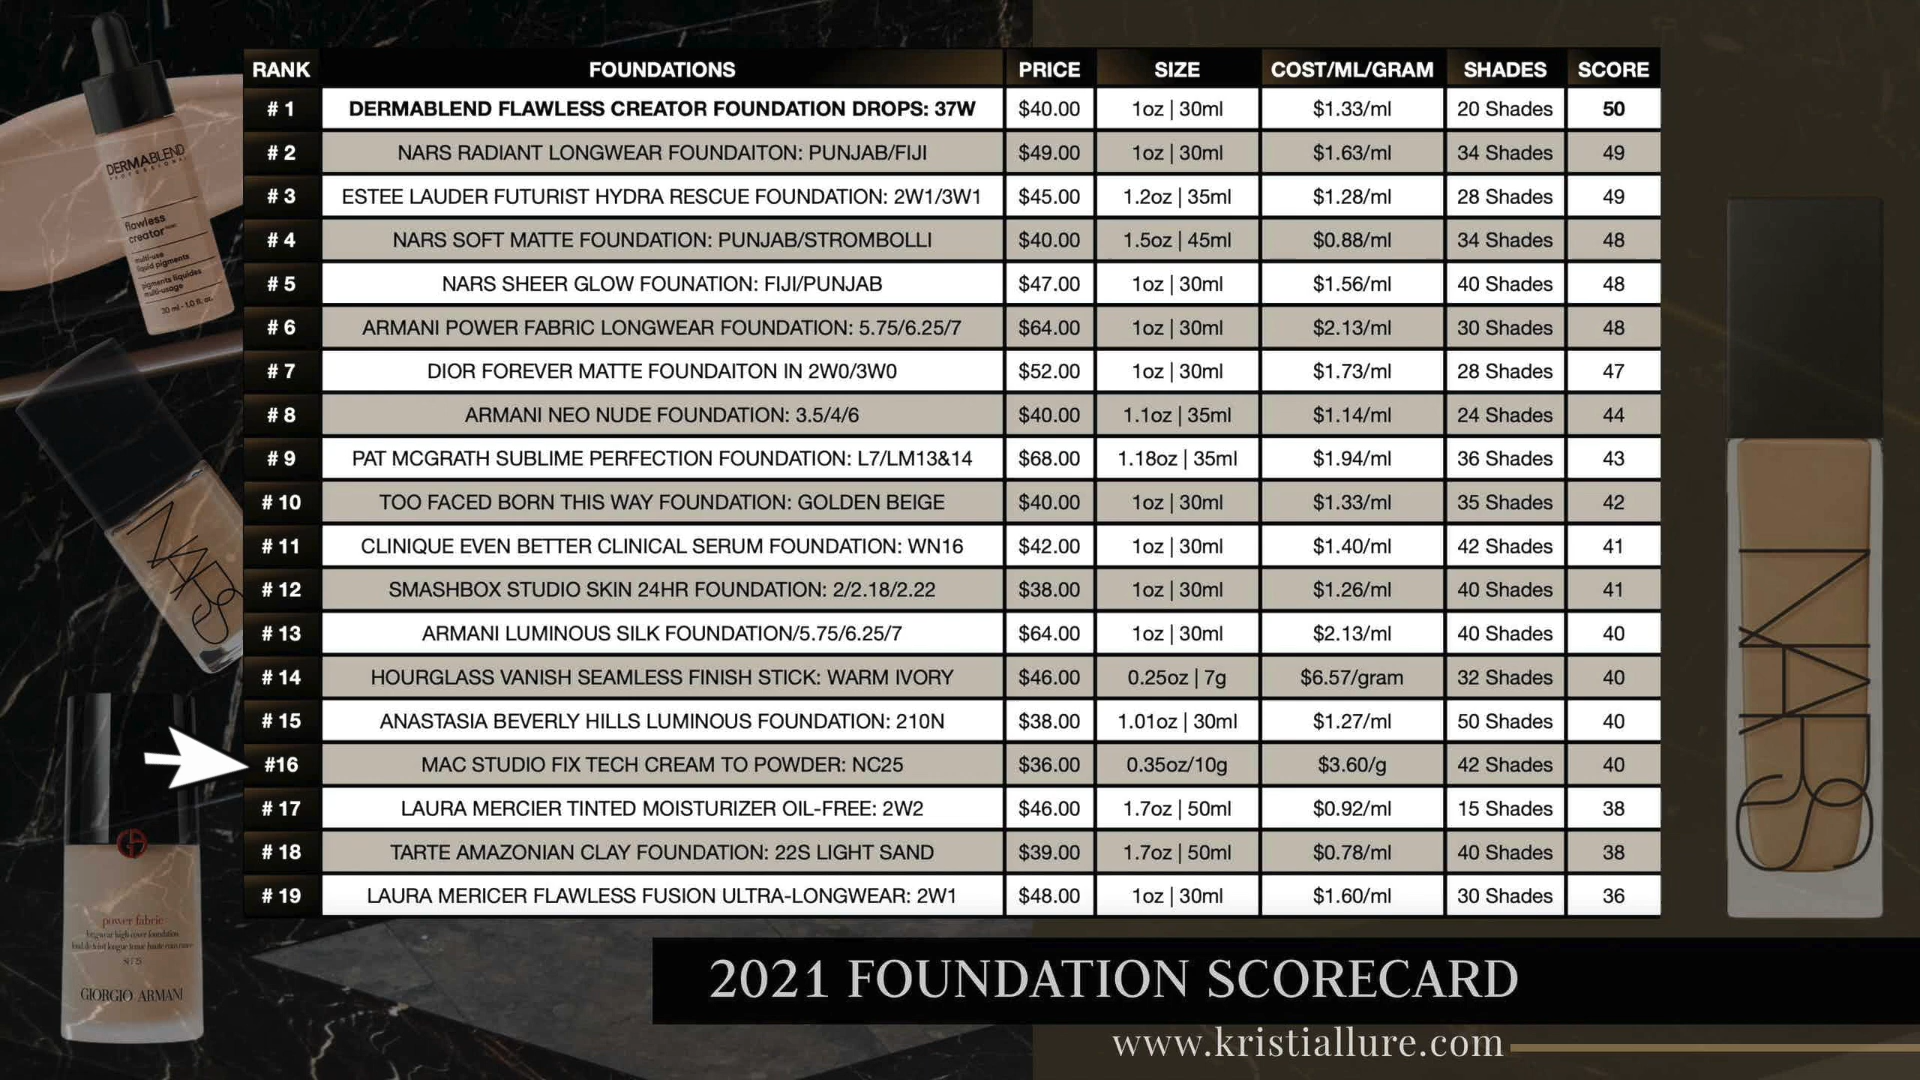 RANK FOUNDATIONS PRICE SIZE COST/ML/GRAM SHADES SCORE
# 1 DERMABLEND FLAWLESS CREATOR FOUNDATION DROPS: 37W $40.00 1oz | 30ml $1.33/ml 20 Shades 50
# 2 NARS RADIANT LONGWEAR FOUNDAITON: PUNJAB/FIJI $49.00 1oz | 30ml $1.63/ml 34 Shades 49
# 3 ESTEE LAUDER FUTURIST HYDRA RESCUE FOUNDATION: 2W1/3W1 $45.00 1.2oz | 35ml $1.28/ml 28 Shades 49
# 4 NARS SOFT MATTE FOUNDATION: PUNJAB/STROMBOLLI $40.00 1.5oz | 45ml $0.88/ml 34 Shades 48
# 5 NARS SHEER GLOW FOUNATION: FIJI/PUNJAB $47.00 1oz | 30ml $1.56/ml 40 Shades 48
# 6 ARMANI POWER FABRIC LONGWEAR FOUNDATION: 5.75/6.25/7 $64.00 1oz | 30ml $2.13/ml 30 Shades 48
# 7 DIOR FOREVER MATTE FOUNDAITON IN 2W0/3W0 $52.00 1oz | 30ml $1.73/ml 28 Shades 47
# 8 ARMANI NEO NUDE FOUNDATION: 3.5/4/6 $40.00 1.1oz | 35ml $1.14/ml 24 Shades 44
# 9 PAT MCGRATH SUBLIME PERFECTION FOUNDATION: L7/LM13&14 $68.00 1.18oz | 35ml $1.94/ml 36 Shades 43
# 10 TOO FACED BORN THIS WAY FOUNDATION: GOLDEN BEIGE $40.00 1oz | 30ml $1.33/ml 35 Shades 42
# 11 CLINIQUE EVEN BETTER CLINICAL SERUM FOUNDATION: WN16 $42.00 1oz | 30ml $1.40/ml 42 Shades 41
# 12 SMASHBOX STUDIO SKIN 24HR FOUNDATION: 2/2.18/2.22 $38.00 1oz | 30ml $1.26/ml 40 Shades 41
# 13 ARMANI LUMINOUS SILK FOUNDATION/5.75/6.25/7 $64.00 1oz | 30ml $2.13/ml 40 Shades 40
# 14 HOURGLASS VANISH SEAMLESS FINISH STICK: WARM IVORY $46.00 0.25oz | 7g $6.57/gram 32 Shades 40
# 15 ANASTASIA BEVERLY HILLS LUMINOUS FOUNDATION: 210N $38.00 1.01oz | 30ml $1.27/ml 50 Shades 40
#16 MAC STUDIO FIX TECH CREAM TO POWDER: NC25 $36.00 0.35oz/10g $3.60/g 42 Shades 40
# 17 LAURA MERCIER TINTED MOISTURIZER OIL-FREE: 2W2 $46.00 1.7oz | 50ml $0.92/ml 15 Shades 38
# 18 TARTE AMAZONIAN CLAY FOUNDATION: 22S LIGHT SAND $39.00 1.7oz | 50ml $0.78/ml 40 Shades 38
# 19 LAURA MERICER FLAWLESS FUSION ULTRA-LONGWEAR: 2W1 $48.00 1oz | 30ml $1.60/ml 30 Shades 36
DERMABLEND
PROFESSIONAL
flawless
creator
multi-use
liquid pigments
pigments liquides
multi-usage
30 ml - 1.0 fl. oz.
NARS
power fabric
longwear high cover foundation
GIORGIO ARMANI
NARS
2021 FOUNDATION SCORECARD
www.kristiallure.com